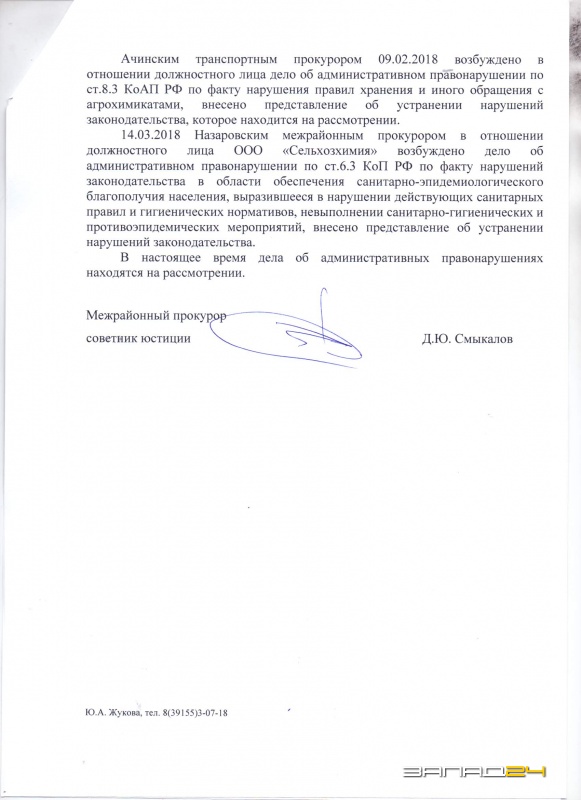 Ачинским транспортным прокурором 09.02.2018 возбуждено в
отношении должностного лица дело об административном правонарушении по
ст.8.3 КоАП РФ по факту нарушения правил хранения и иного обращения с
агрохимикатами, внесено представление об устранении нарушений
законодательства, которое находится на рассмотрении.
14.03.2018 Назаровским межрайонным прокурором в отношении
должностного лица ООО «Сельхозхимия» возбуждено дело об
административном правонарушении по ст.6.3 КоП РФ по факту нарушений
законодательства в области обеспечения санитарно-эпидемиологического
благополучия населения, выразившееся в нарушении действующих санитарных
правил и гигиенических нормативов, невыполнении санитарно-гигиенических и
противоэпидемических мероприятий, внесено представление об устранении
нарушений законодательства.
В настоящее время дела об административных правонарушениях
находятся на рассмотрении.
Межрайонный прокурор
советник юстиции Д.Ю. Смыкалов
Ю.А. Жукова, тел. 8(39155)3-07-18
ЗАПАД24